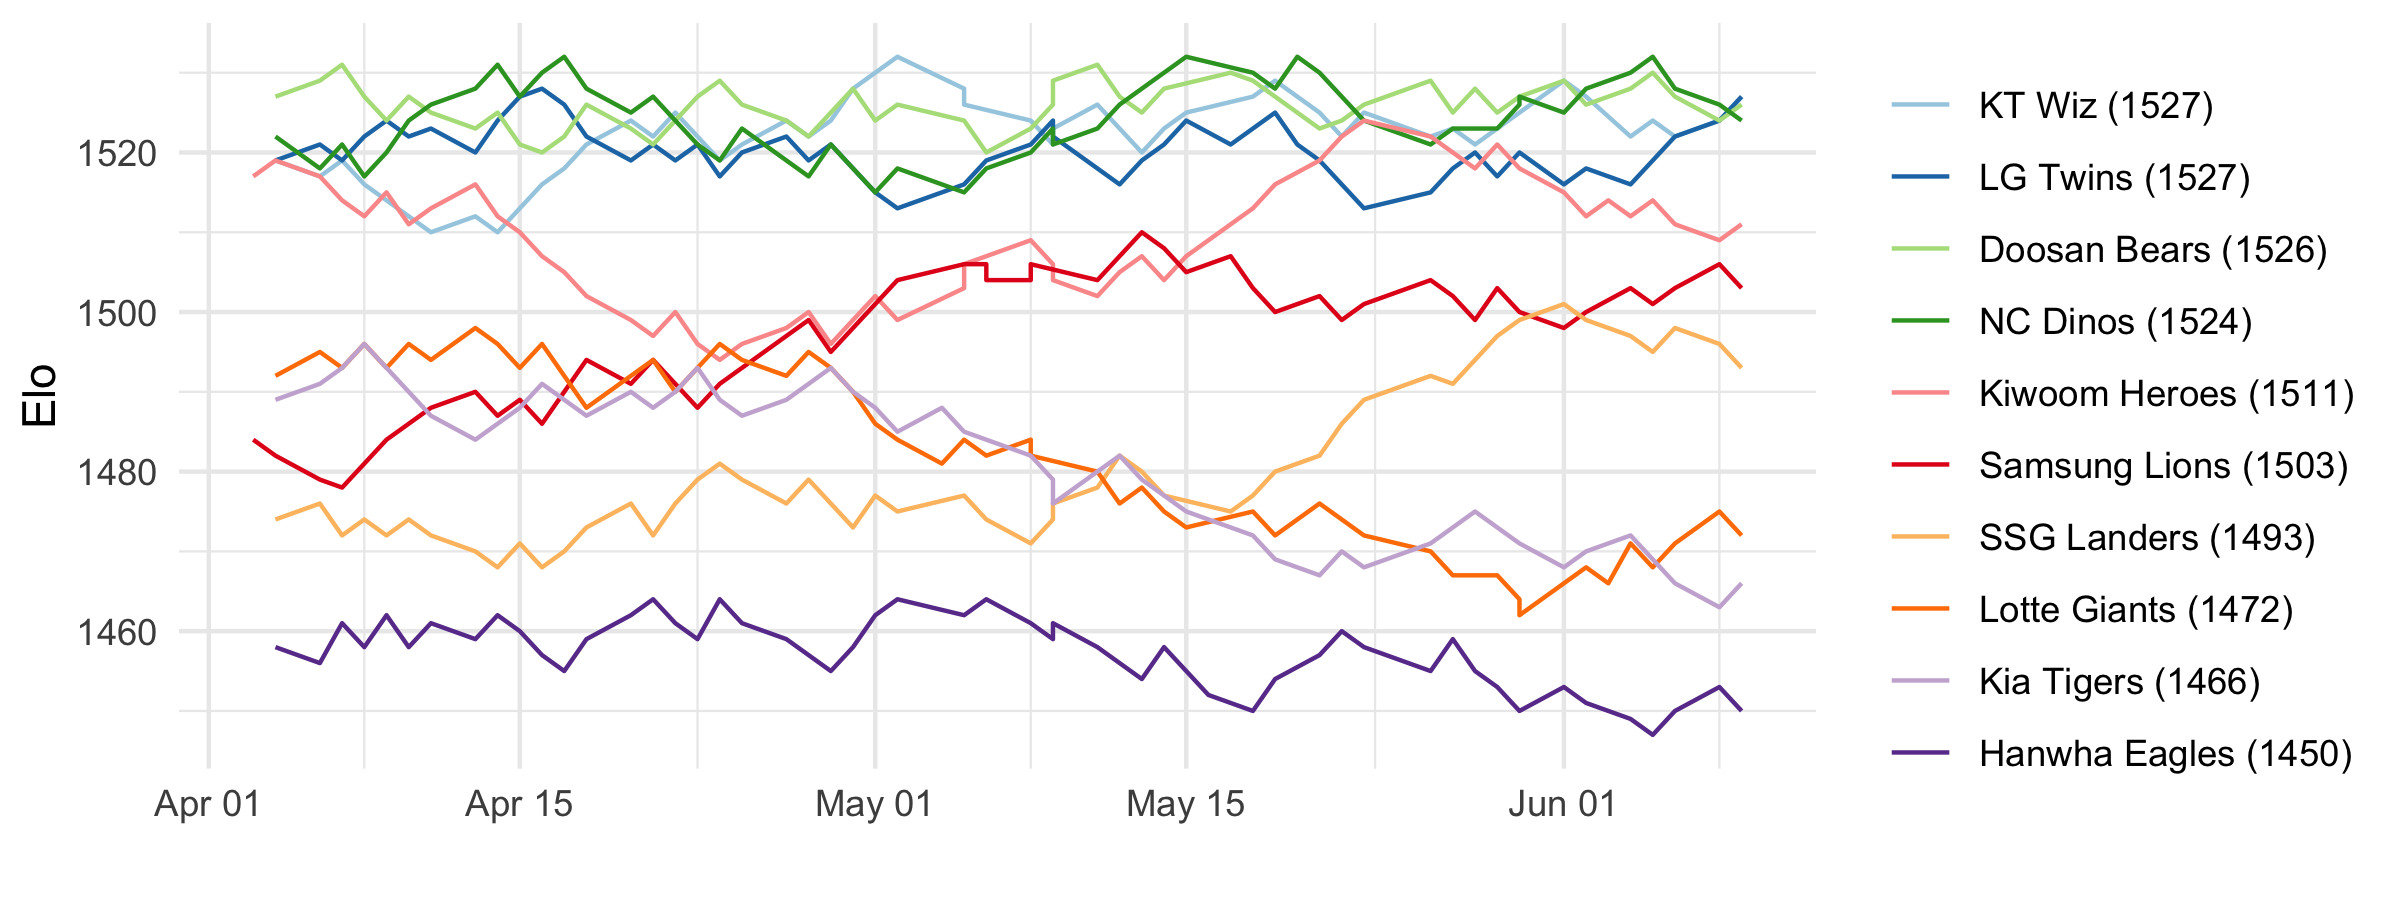 Elo
1520
1500
1480
1460
Apr 01
Apr 15
May 01
May 15
Jun 01
KT Wiz (1527)
LG Twins (1527)
Doosan Bears (1526)
NC Dinos (1524)
Kiwoom Heroes (1511)
Samsung Lions (1503)
SSG Landers (1493)
Lotte Giants (1472)
Kia Tigers (1466)
Hanwha Eagles (1450)